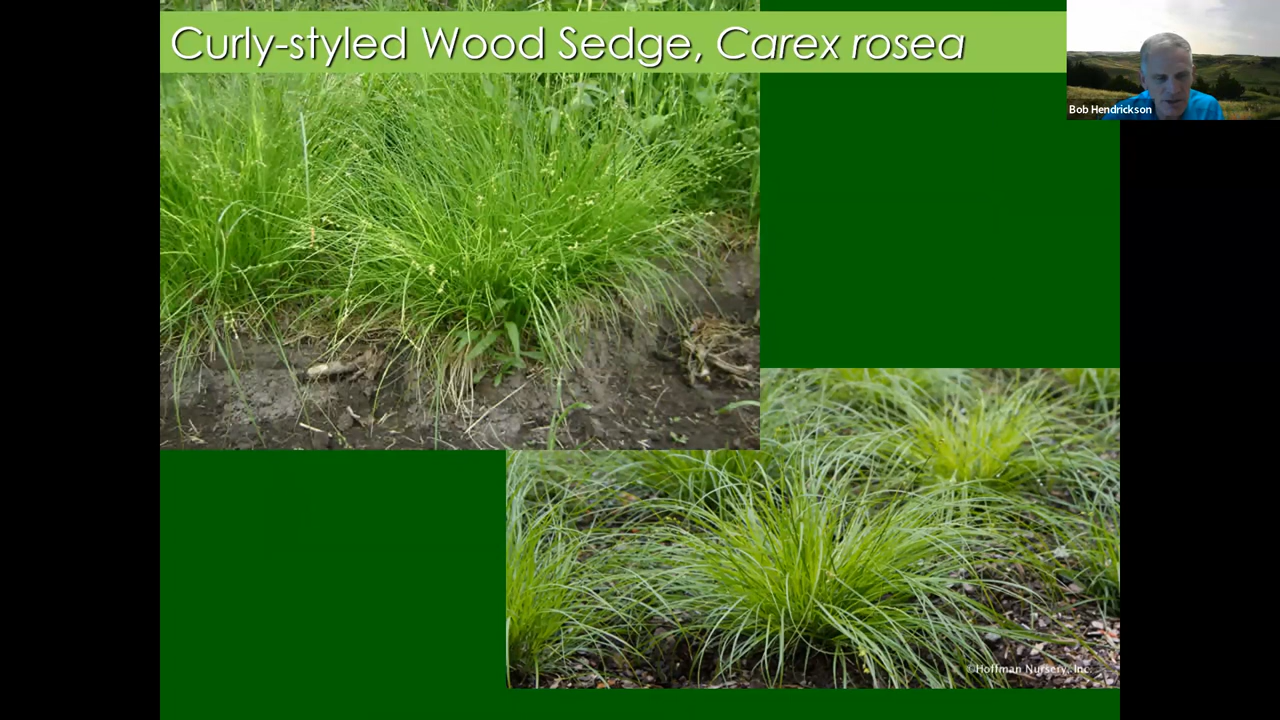 Curly-styled Wood Sedge, Carex rosea
Bob Hendrickson
©Hoffman Nursery, Inc.